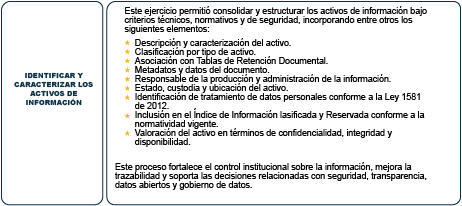 IDENTIFICAR Y
CARACTERIZAR LOS
ACTIVOS DE
INFORMACIÓN
Este ejercicio permitió consolidar y estructurar los activos de información bajo
criterios técnicos, normativos y de seguridad, incorporando entre otros los
siguientes elementos:
Descripción y caracterización del activo.
Clasificación por tipo de activo.
Asociación con Tablas de Retención Documental.
Metadatos y datos del documento.
Responsable de la producción y administración de la información.
Estado, custodia y ubicación del activo.
Identificación de tratamiento de datos personales conforme a la Ley 1581
de 2012.
Inclusión en el Índice de Información lasificada y Reservada conforme a la
normatividad vigente.
Valoración del activo en términos de confidencialidad, integridad y
disponibilidad.
Este proceso fortalece el control institucional sobre la información, mejora la
trazabilidad y soporta las decisiones relacionadas con seguridad, transparencia,
datos abiertos y gobierno de datos.